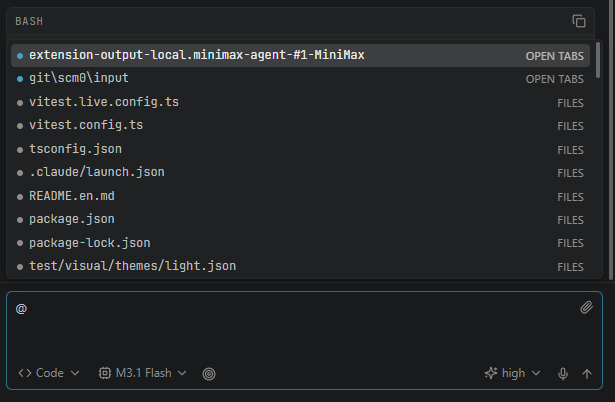 BASH
extension-output-local.minimax-agent-#1-MiniMax OPEN TABS
git\scm0\input OPEN TABS
vitest.live.config.ts FILES
vitest.config.ts FILES
tsconfig.json FILES
.claude/launch.json FILES
README.en.md FILES
package.json FILES
package-lock.json FILES
test/visual/themes/light.json FILES
@
<> Code M3.1 Flash high